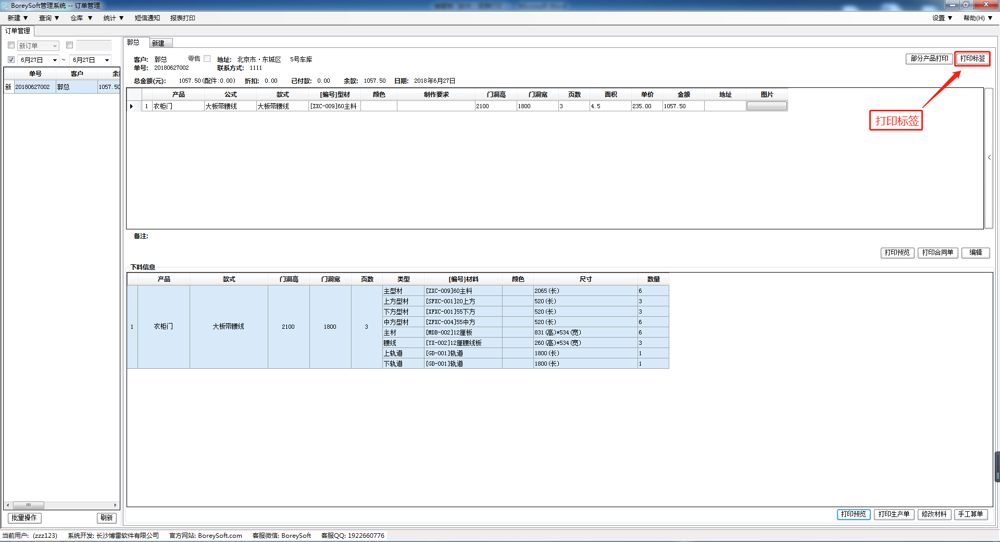 BoreySoft管理系统 -- 订单管理
新建 ▼ 查询 ▼ 仓库 ▼ 统计 ▼ 短信通知 报表打印 设置 ▼ 帮助(H) ▼
订单管理
新订单
6月27日 ~ 6月27日
单号 客户 余
新 20180627002 郭总 1057.50
批量操作 刷新
郭总 新建
客户: 郭总 零售 地址: 北京市·东城区 5号车库
单号: 20180627002 联系方式: 1111
部分产品打印 打印标签
总金额(元): 1057.50(配件:0.00) 折扣: 0.00 已付款: 0.00 余款: 1057.50 日期: 2018年6月27日
产品 公式 款式 [编号]型材 颜色 制作要求 门洞高 门洞宽 页数 面积 单价 金额 地址 图片
1 衣柜门 大板带腰线 大板带腰线 [ZXC-009]60主料 2100 1800 3 4.5 235.00 1057.50
打印标签
备注:
打印预览 打印合同单 编辑
下料信息
产品 款式 门洞高 门洞宽 页数 类型 [编号]材料 颜色 尺寸 数量
1 衣柜门 大板带腰线 2100 1800 3
主型材 [ZXC-009]60主料 2065(长) 6
上方型材 [SFXC-001]20上方 520(长) 3
下方型材 [XFXC-001]55下方 520(长) 3
中方型材 [ZFXC-004]55中方 520(长) 6
主材 [MDB-002]12厘板 831(高)*534(宽) 6
腰线 [YX-002]12厘腰线板 260(高)*534(宽) 3
上轨道 [GD-001]轨道 1800(长) 1
下轨道 [GD-001]轨道 1800(长) 1
打印预览 打印生产单 修改材料 手工算单
当前用户: (zzz123) 系统开发: 长沙博雷软件有限公司 官方网站: BoreySoft.com 客服微信: BoreySoft 客服QQ: 1922660776